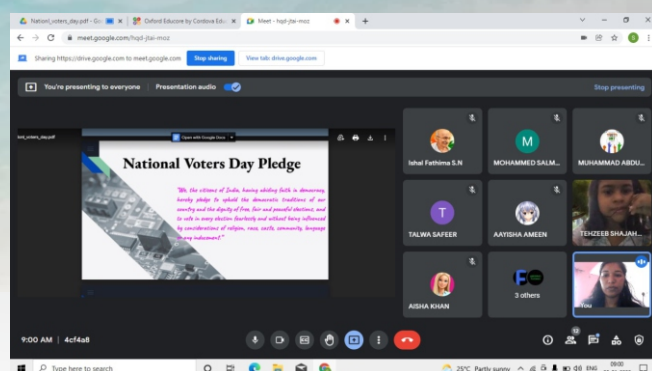 Nationl_voters_day.pdf - Go
Oxford Educore by Cordova Edu
Meet - hqd-jtai-moz
meet.google.com/hqd-jtai-moz
Sharing https://drive.google.com to meet.google.com
Stop sharing
View tab: drive.google.com
You're presenting to everyone
Presentation audio
Stop presenting
Open with Google Docs
National Voters Day Pledge
"We, the citizens of India, having abiding faith in democracy,
hereby pledge to uphold the democratic traditions of our
country and the dignity of free, fair and peaceful elections, and
to vote in every election fearlessly and without being influenced
by considerations of religion, race, caste, community, language
or any inducement."
Ishal Fathima S.N
M
MOHAMMED SALM...
MUHAMMAD ABDU...
T
TALWA SAFEER
AAYISHA AMEEN
TEHZEEB SHAJAH...
AISHA KHAN
3 others
You
9:00 AM | 4cf4a8
12
Type here to search
25°C Partly sunny
ENG
09:00